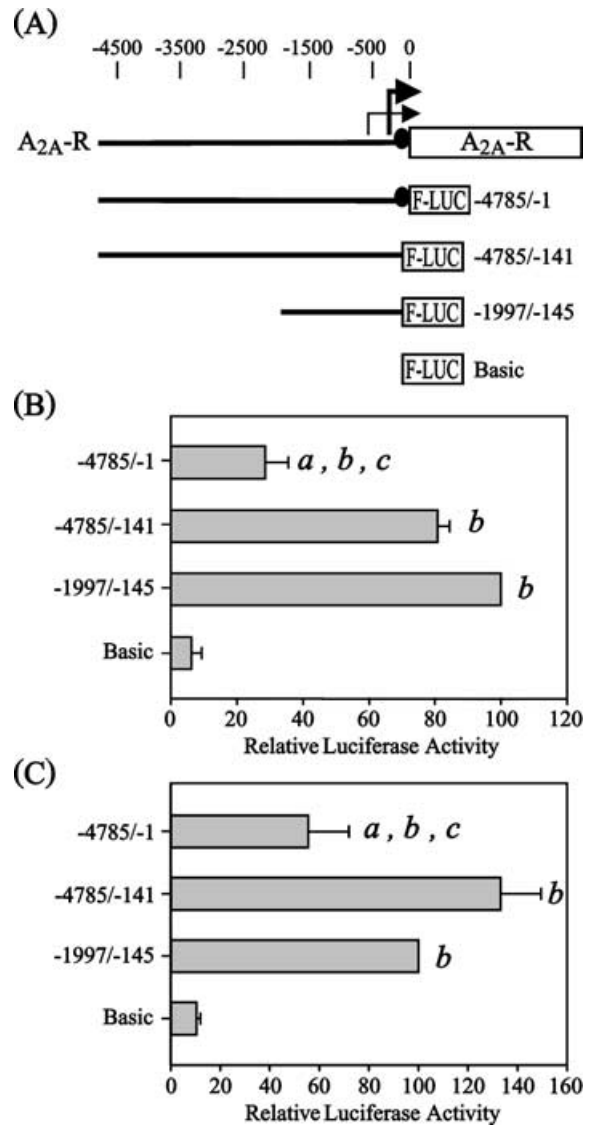 (A)
-4500 -3500 -2500 -1500 -500 0
A2A-R A2A-R
F-LUC -4785/-1
F-LUC -4785/-141
F-LUC -1997/-145
F-LUC Basic
(B)
-4785/-1 a , b , c
-4785/-141 b
-1997/-145 b
Basic
0 20 40 60 80 100 120
Relative Luciferase Activity
(C)
-4785/-1 a , b , c
-4785/-141 b
-1997/-145 b
Basic
0 20 40 60 80 100 120 140 160
Relative Luciferase Activity